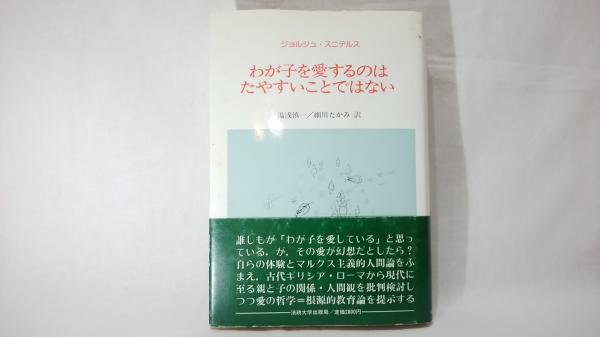 ジョルジュ・スニデルス
わが子を愛するのは
たやすいことではない
湯浅慎一／細川たかみ 訳
誰しもが「わが子を愛している」と思っ
ている。が、その愛が幻想だとしたら？
自らの体験とマルクス主義的人間論をふ
まえ、古代ギリシア・ローマから現代に
至る親と子の関係・人間観を批判検討し
つつ愛の哲学＝根源的教育論を提示する
法政大学出版局／定価2800円